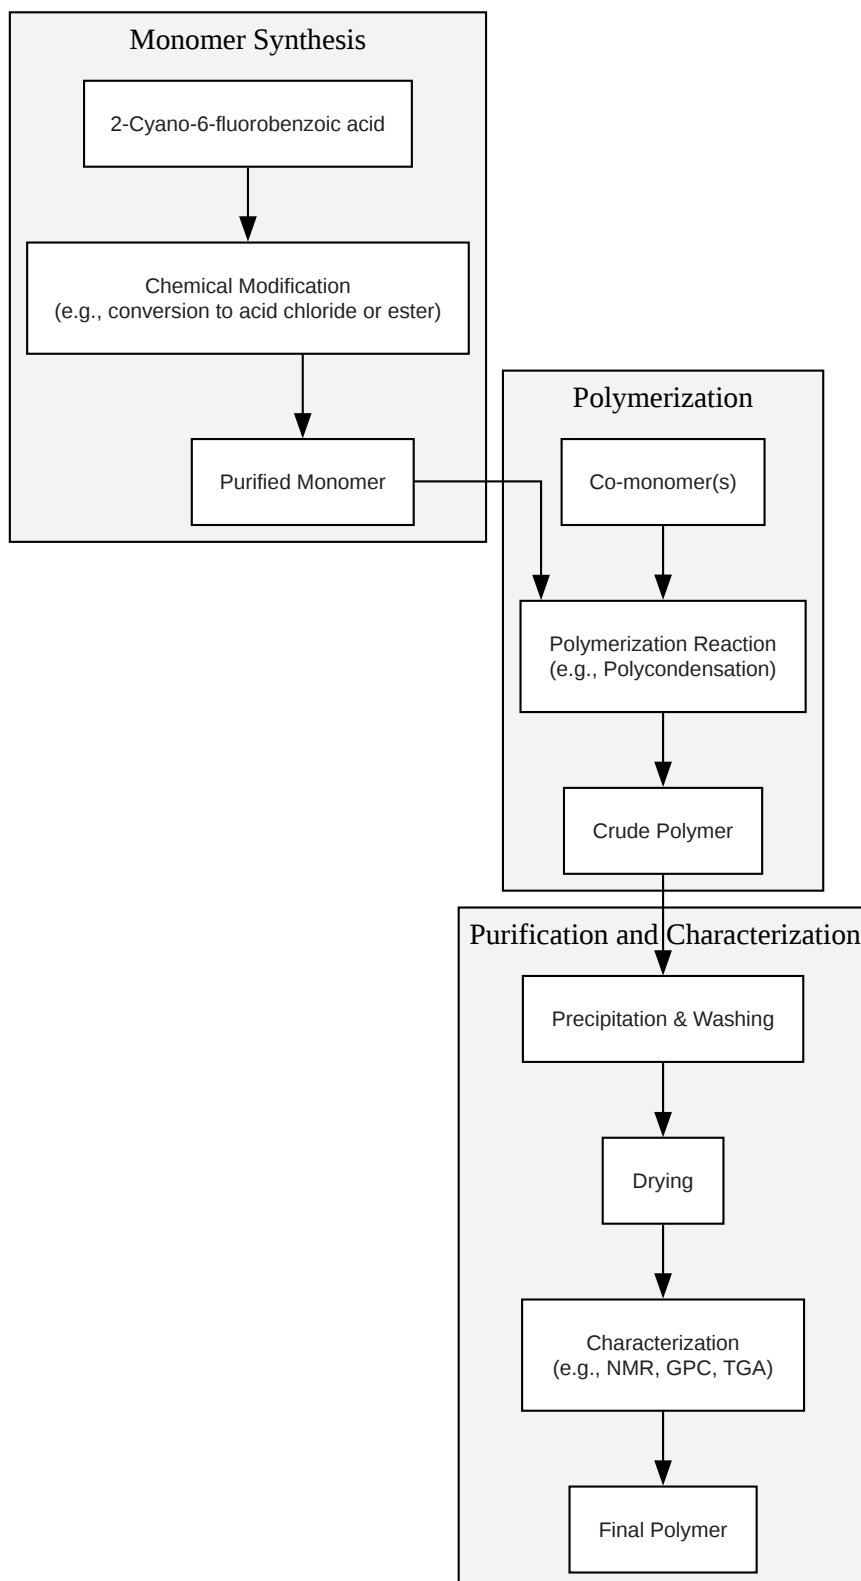 Monomer Synthesis
2-Cyano-6-fluorobenzoic acid
Chemical Modification
(e.g., conversion to acid chloride or ester)
Purified Monomer
Polymerization
Co-monomer(s)
Polymerization Reaction
(e.g., Polycondensation)
Crude Polymer
Purification and Characterization
Precipitation & Washing
Drying
Characterization
(e.g., NMR, GPC, TGA)
Final Polymer